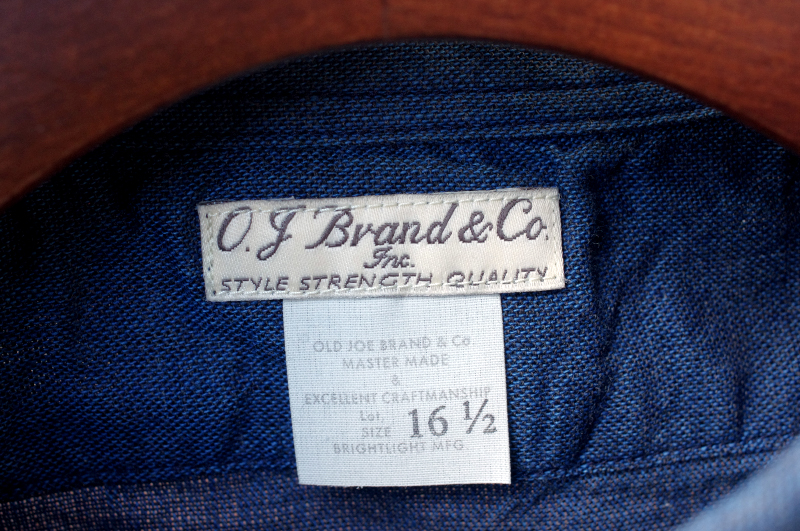 O.J Brand & Co.
Inc.
STYLE STRENGTH QUALITY
OLD JOE BRAND & Co
MASTER MADE
&
EXCELLENT CRAFTMANSHIP
Lot.
SIZE 16 ½
BRIGHTLIGHT MFG.